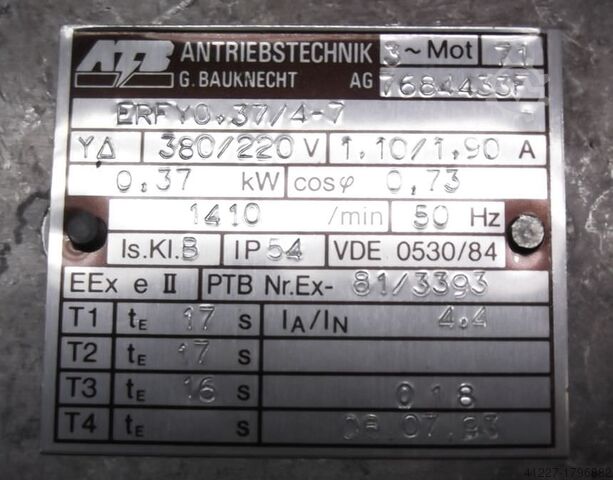 ATB ANTRIEBSTECHNIK 3~Mot 71
G. BAUKNECHT AG 7684433F
ERFY0.37/4-7
YΔ 380/220 V 1.10/1.90 A
0.37 kW cosφ 0.73
1410 /min 50 Hz
Is.Kl.B IP 54 VDE 0530/84
EEx e II PTB Nr.Ex- 81/3393
T1 tE 17 s IA/IN 4.4
T2 tE 17 s
T3 tE 16 s 018
T4 tE s 07.93
41227-1796882